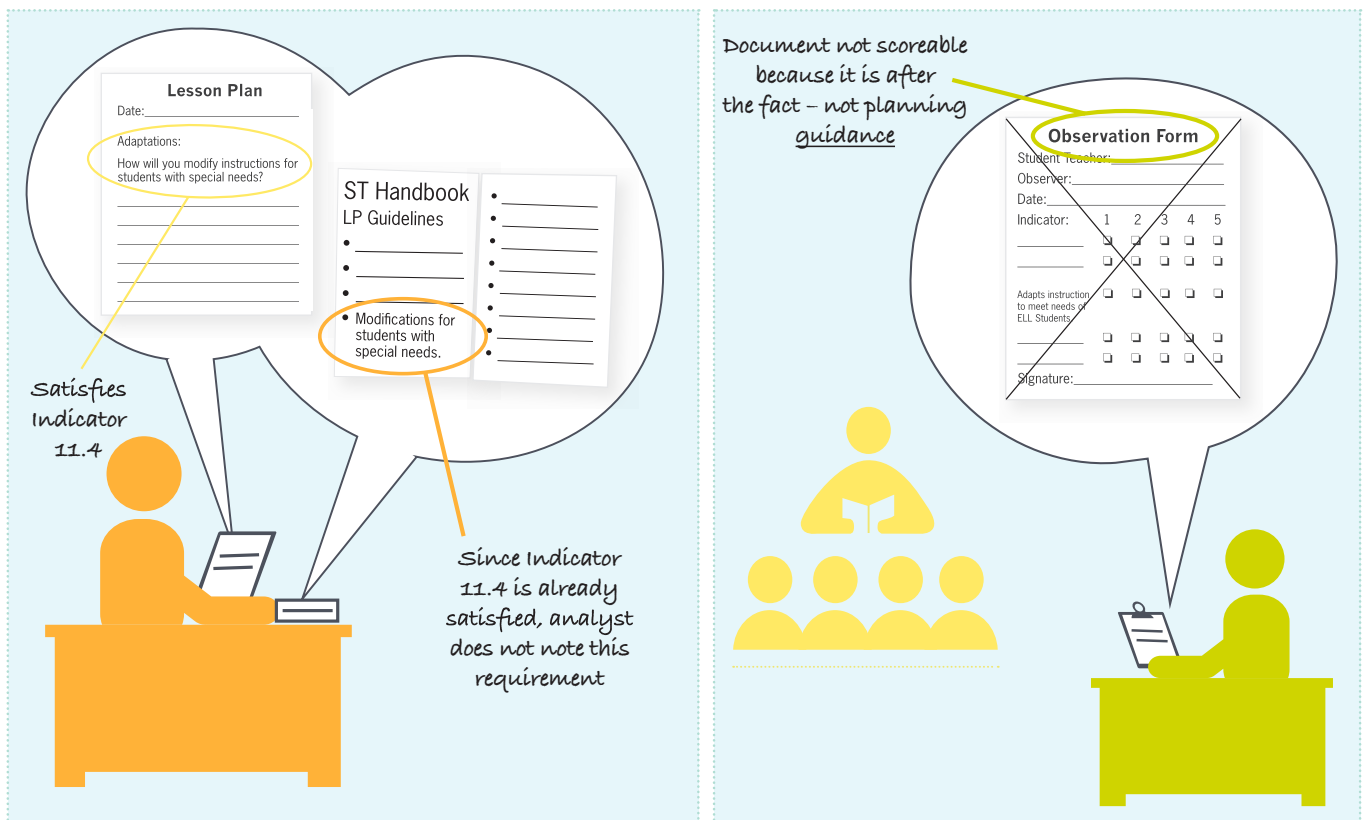 Lesson Plan
Date:
Adaptations:
How will you modify instructions for
students with special needs?
ST Handbook
LP Guidelines
Modifications for
students with
special needs.
Satisfies
Indicator
11.4
Since Indicator
11.4 is already
satisfied, analyst
does not note this
requirement
Document not scoreable
because it is after
the fact – not planning
guidance
Observation Form
Student Teacher:
Observer:
Date:
Indicator: 1 2 3 4 5
Adapts instruction
to meet needs of
ELL Students
Signature: